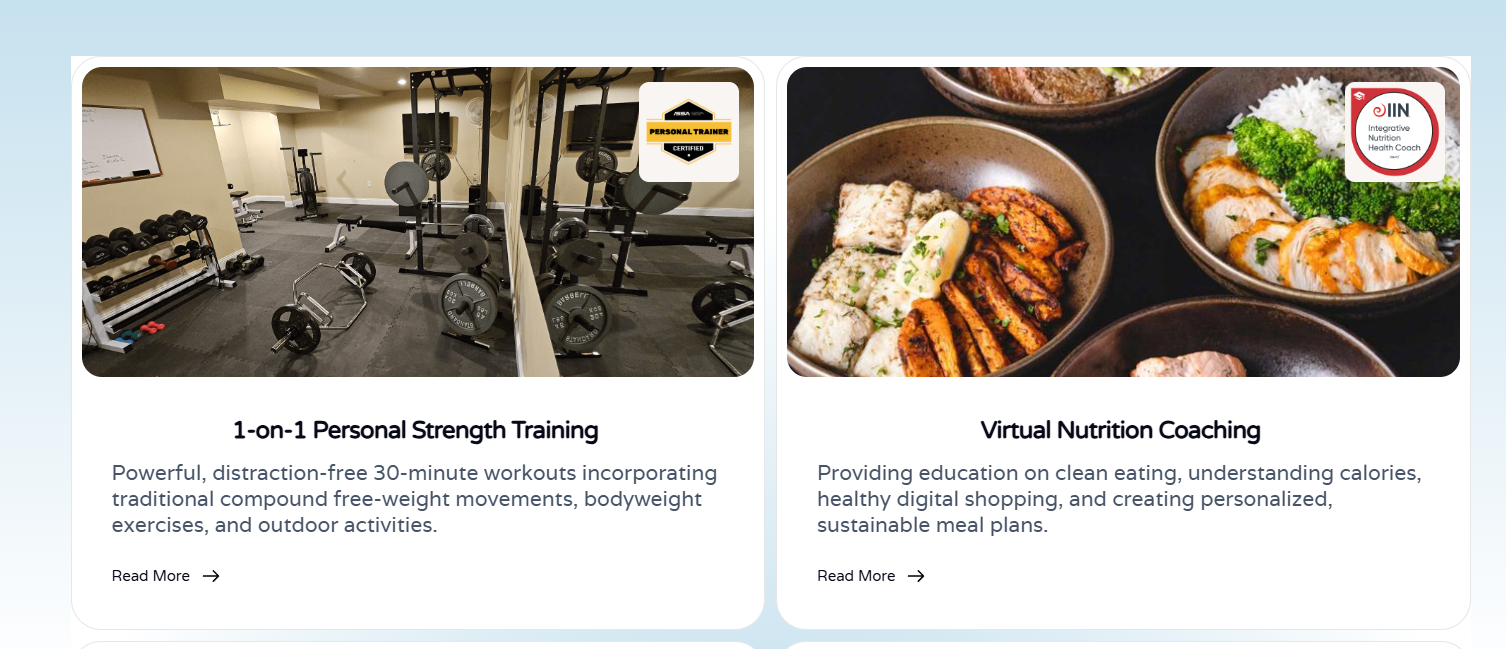 ISSA
PERSONAL TRAINER
CERTIFIED
IIN
Integrative
Nutrition
Health Coach
1-on-1 Personal Strength Training
Powerful, distraction-free 30-minute workouts incorporating
traditional compound free-weight movements, bodyweight
exercises, and outdoor activities.
Read More
Virtual Nutrition Coaching
Providing education on clean eating, understanding calories,
healthy digital shopping, and creating personalized,
sustainable meal plans.
Read More